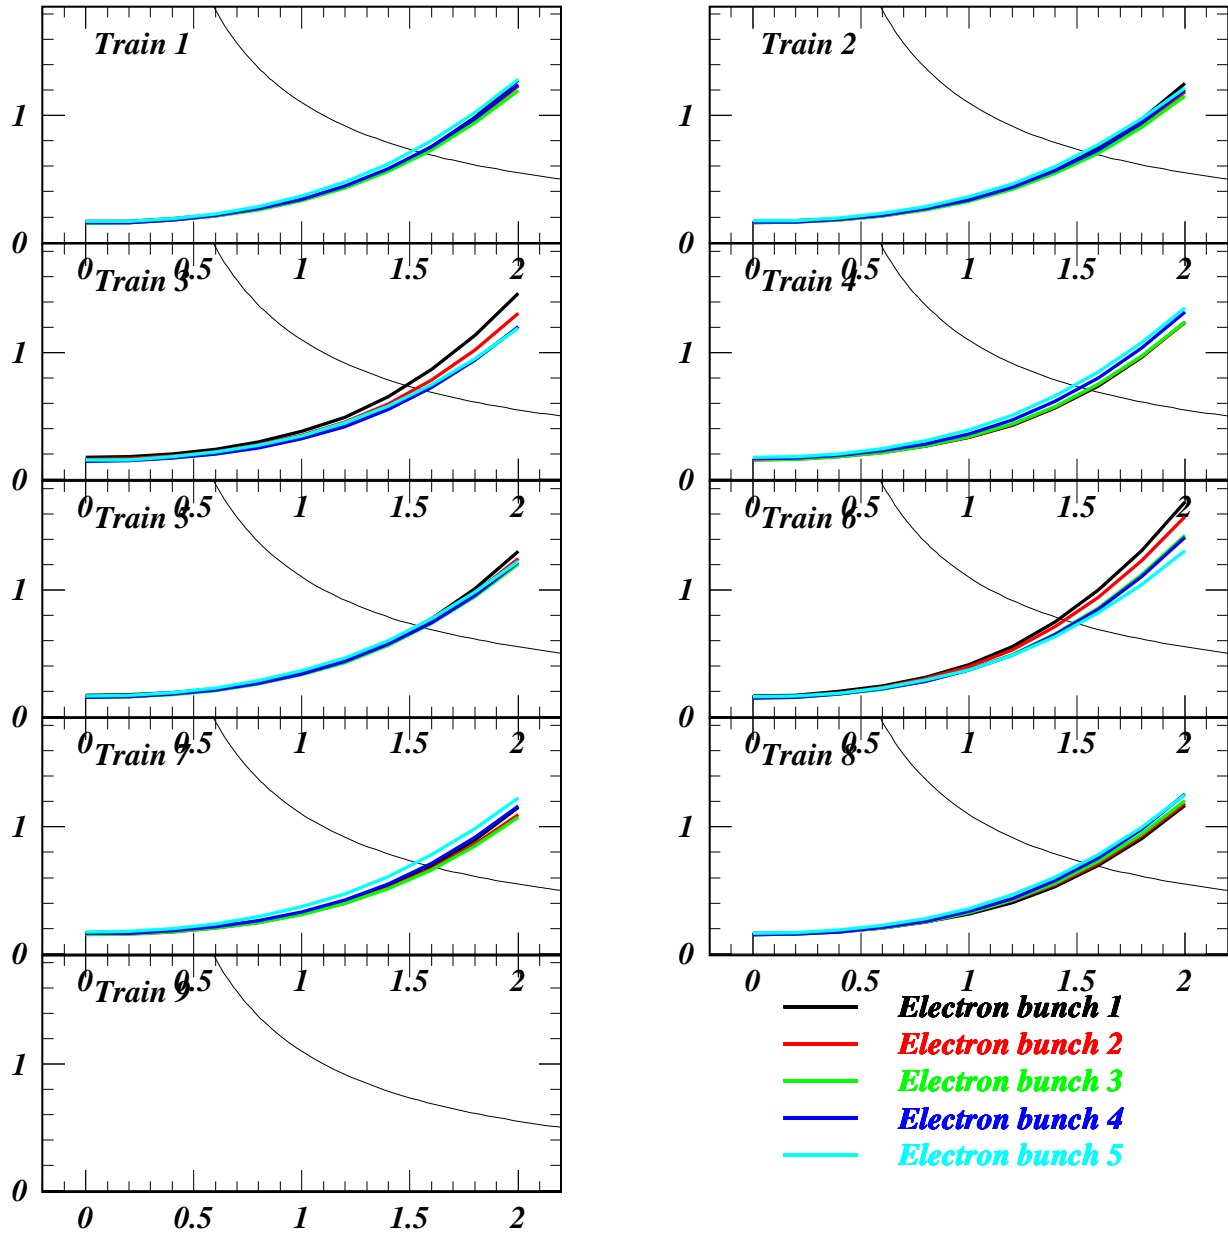 Train 1
Train 2
1
1
0
0
0 0.5 1 1.5 2
0 0.5 1 1.5 2
Train 3
Train 4
1
1
0
0
0 0.5 1 1.5 2
0 0.5 1 1.5 2
Train 5
Train 6
1
1
0
0
0 0.5 1 1.5 2
0 0.5 1 1.5 2
Train 7
Train 8
1
1
0
0
0 0.5 1 1.5 2
0 0.5 1 1.5 2
Train 9
1
0
0 0.5 1 1.5 2
Electron bunch 1
Electron bunch 2
Electron bunch 3
Electron bunch 4
Electron bunch 5